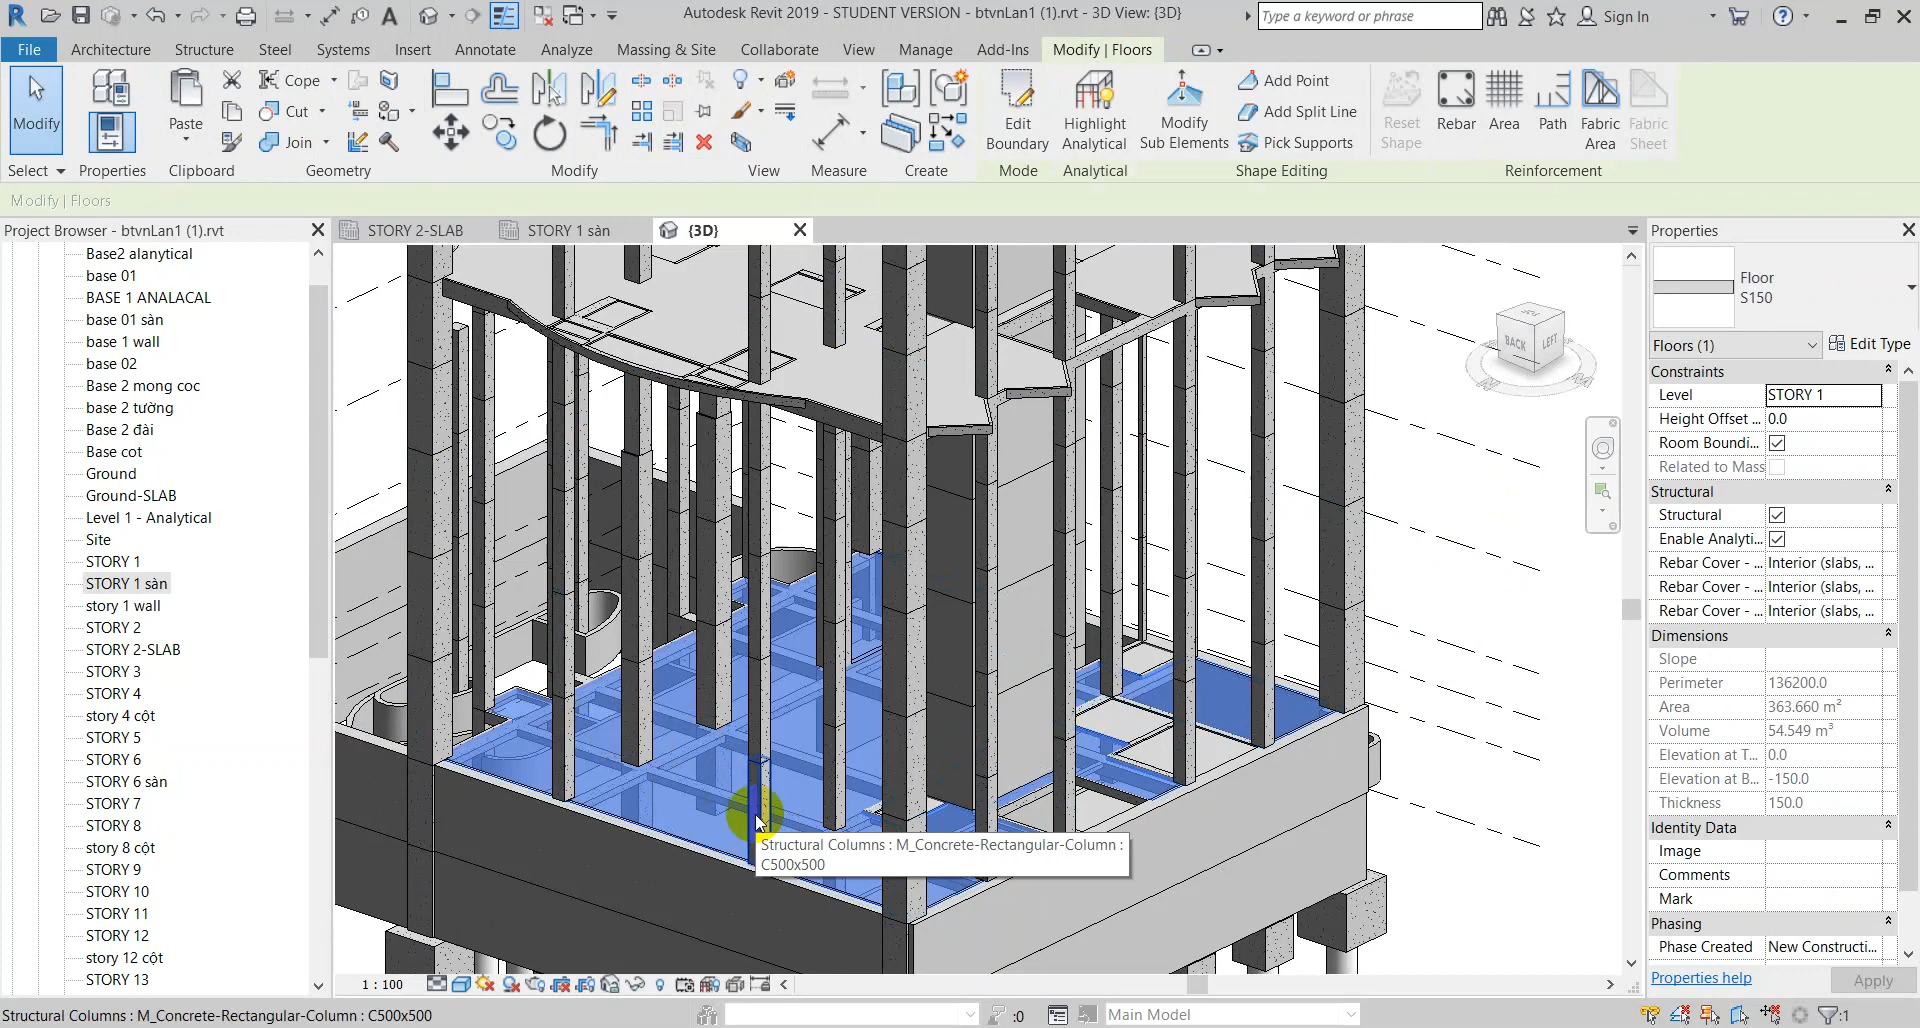 Autodesk Revit 2019 - STUDENT VERSION - btvnLan1 (1).rvt - 3D View: {3D}
Type a keyword or phrase
Sign In
File
Architecture
Structure
Steel
Systems
Insert
Annotate
Analyze
Massing & Site
Collaborate
View
Manage
Add-Ins
Modify | Floors
Modify
Paste
Cope
Cut
Join
Edit
Boundary
Highlight
Analytical
Modify
Sub Elements
Add Point
Add Split Line
Pick Supports
Reset
Shape
Rebar
Area
Path
Fabric
Area
Fabric
Sheet
Select
Properties
Clipboard
Geometry
Modify
View
Measure
Create
Mode
Analytical
Shape Editing
Reinforcement
Modify | Floors
Project Browser - btvnLan1 (1).rvt
Base2 alanytical
base 01
BASE 1 ANALACAL
base 01 sàn
base 1 wall
base 02
Base 2 mong coc
base 2 tường
Base 2 đài
Base cot
Ground
Ground-SLAB
Level 1 - Analytical
Site
STORY 1
STORY 1 sàn
story 1 wall
STORY 2
STORY 2-SLAB
STORY 3
STORY 4
story 4 cột
STORY 5
STORY 6
STORY 6 sàn
STORY 7
STORY 8
story 8 cột
STORY 9
STORY 10
STORY 11
STORY 12
story 12 cột
STORY 13
STORY 2-SLAB
STORY 1 sàn
{3D}
BACK
LEFT
Structural Columns : M_Concrete-Rectangular-Column :
C500x500
1 : 100
Properties
Floor
S150
Floors (1)
Edit Type
Constraints
Level STORY 1
Height Offset ... 0.0
Room Boundi...
Related to Mass
Structural
Structural
Enable Analyti...
Rebar Cover - ... Interior (slabs, ...
Rebar Cover - ... Interior (slabs, ...
Rebar Cover - ... Interior (slabs, ...
Dimensions
Slope
Perimeter 136200.0
Area 363.660 m²
Volume 54.549 m³
Elevation at T... 0.0
Elevation at B... -150.0
Thickness 150.0
Identity Data
Image
Comments
Mark
Phasing
Phase Created New Constructi...
Properties help
Apply
Structural Columns : M_Concrete-Rectangular-Column : C500x500
:0
Main Model
:1